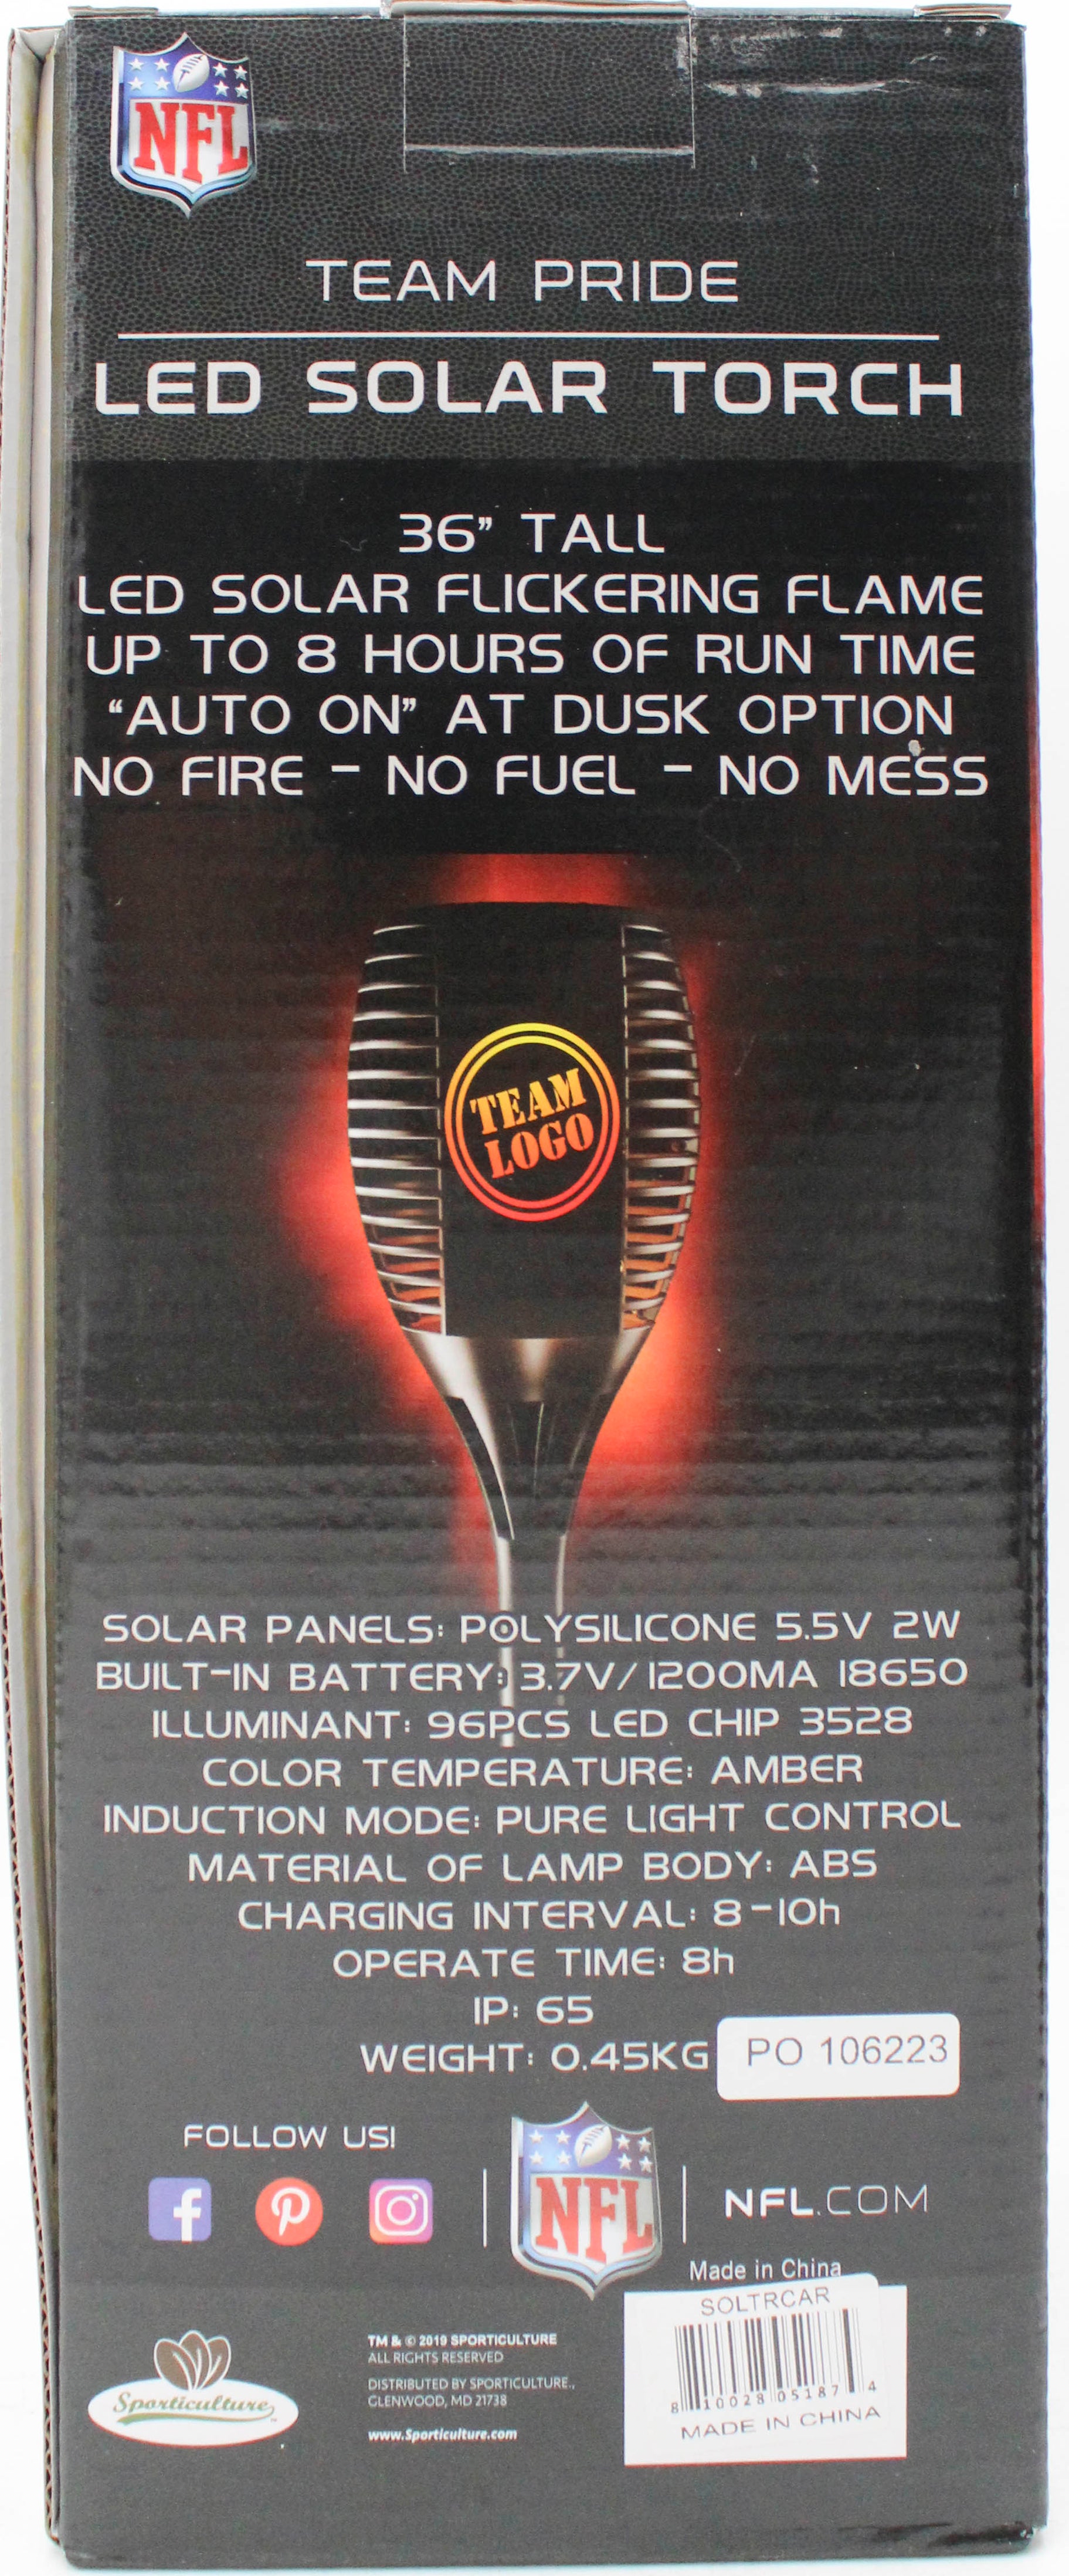 NFL
TEAM PRIDE
LED SOLAR TORCH
36” TALL
LED SOLAR FLICKERING FLAME
UP TO 8 HOURS OF RUN TIME
“AUTO ON” AT DUSK OPTION
NO FIRE - NO FUEL - NO MESS
TEAM
LOGO
SOLAR PANELS: POLYSILICONE 5.5V 2W
BUILT-IN BATTERY: 3.7V/1200MA 18650
ILLUMINANT: 96PCS LED CHIP 3528
COLOR TEMPERATURE: AMBER
INDUCTION MODE: PURE LIGHT CONTROL
MATERIAL OF LAMP BODY: ABS
CHARGING INTERVAL: 8-10h
OPERATE TIME: 8h
IP: 65
WEIGHT: 0.45KG
PO 106223
FOLLOW US!
NFL
NFL.COM
Made in China
SOLTRCAR
8 10028 05187 4
MADE IN CHINA
Sporticulture™
TM & © 2019 SPORTICULTURE
ALL RIGHTS RESERVED
DISTRIBUTED BY SPORTICULTURE.,
GLENWOOD, MD 21738
www.Sporticulture.com